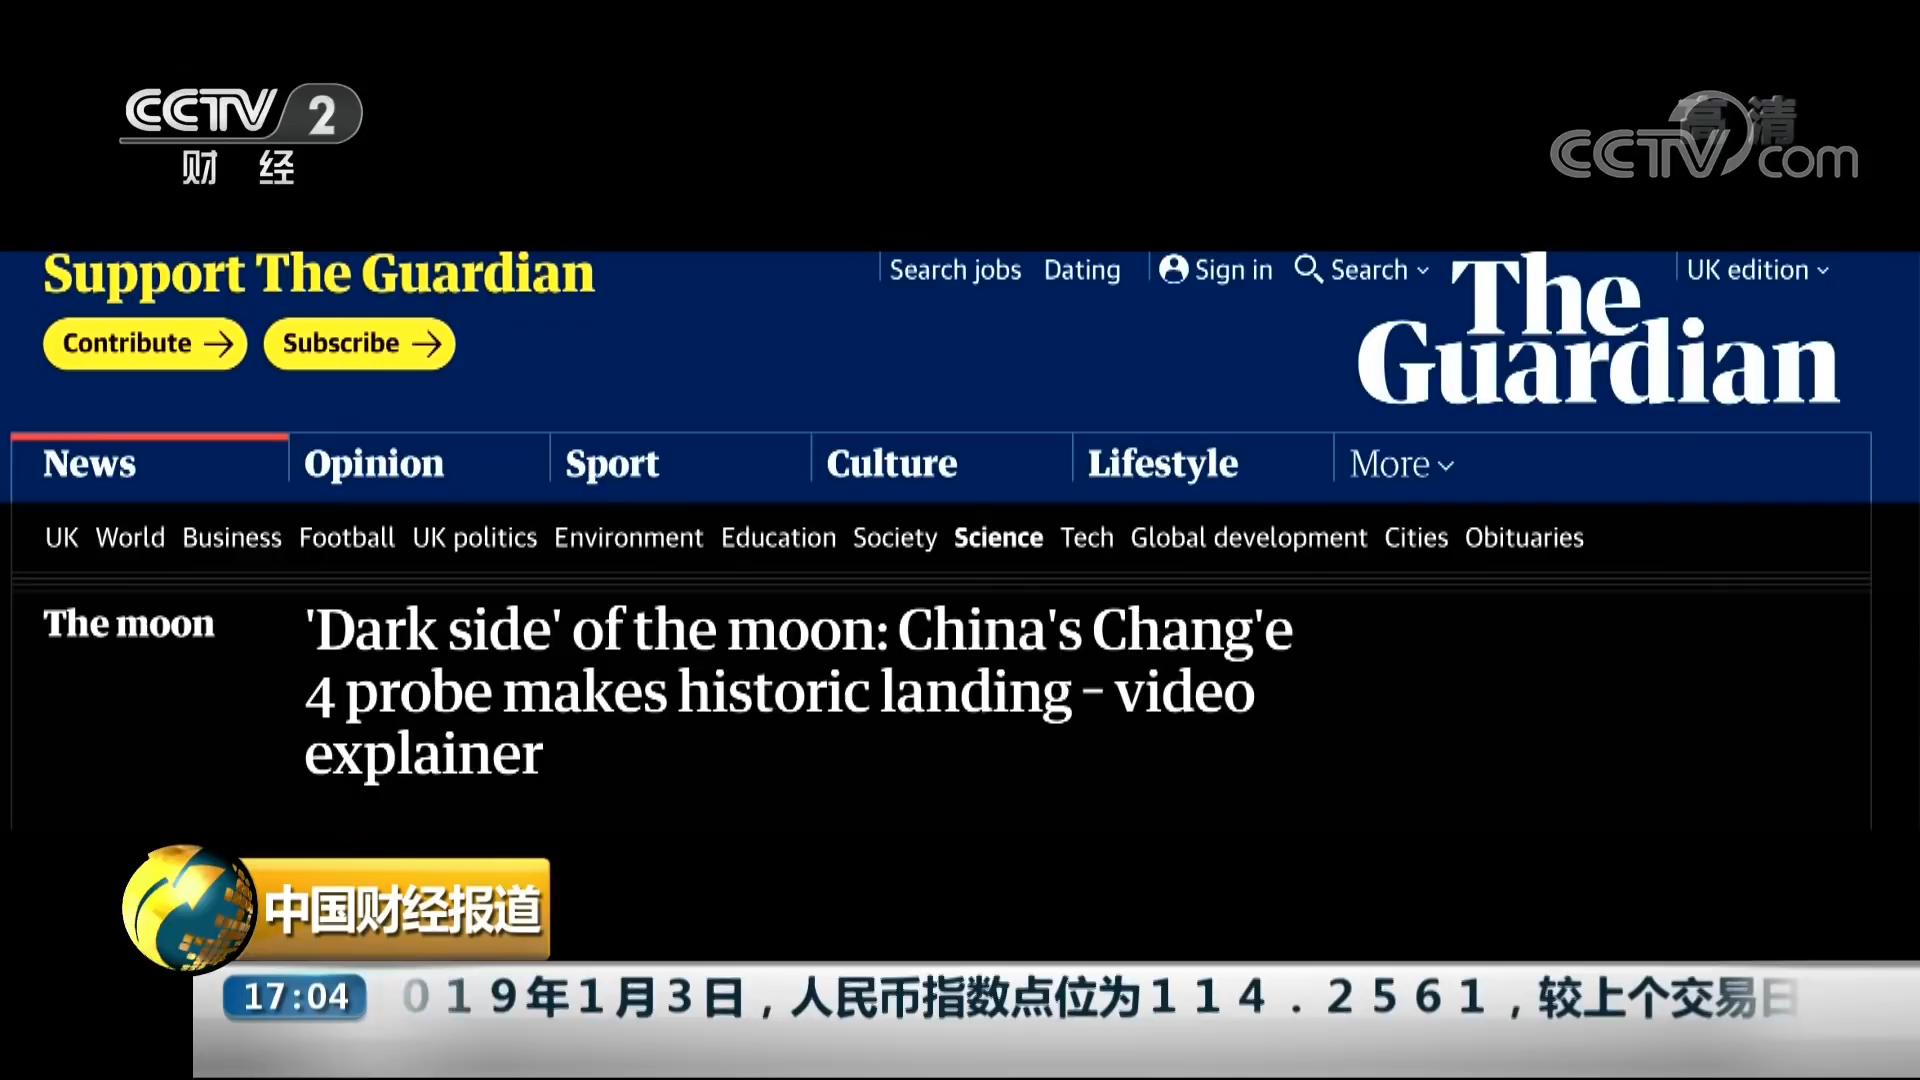 CCTV 2
财 经
高清
CCTV com
Support The Guardian
Contribute → Subscribe →
Search jobs Dating Sign in Search UK edition
The
Guardian
News Opinion Sport Culture Lifestyle More
UK World Business Football UK politics Environment Education Society Science Tech Global development Cities Obituaries
The moon
'Dark side' of the moon: China's Chang'e
4 probe makes historic landing – video
explainer
中国财经报道
17:04 019年1月3日，人民币指数点位为114．2561，较上个交易日